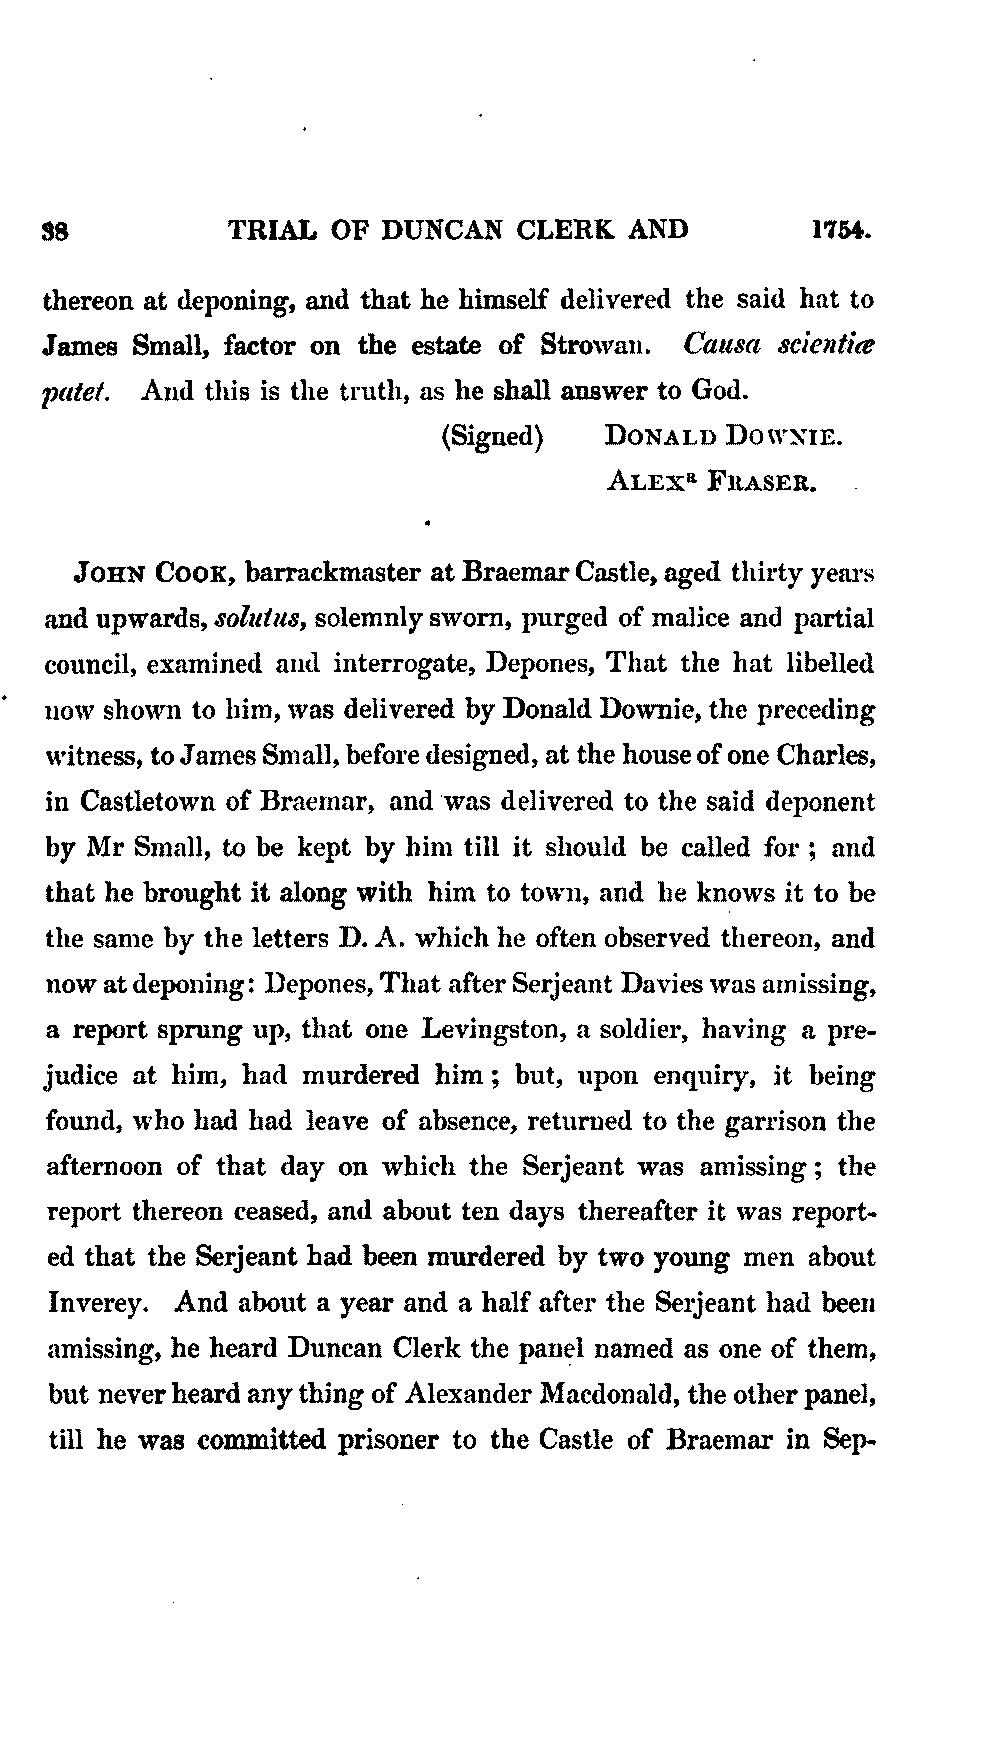 38 TRIAL OF DUNCAN CLERK AND 1754.
thereon at deponing, and that he himself delivered the said hat to
James Small, factor on the estate of Strowan. Causa scientiæ
patet. And this is the truth, as he shall answer to God.
(Signed) DONALD DOWNIE.
ALEXR FRASER.
JOHN COOK, barrackmaster at Braemar Castle, aged thirty years
and upwards, solutus, solemnly sworn, purged of malice and partial
council, examined and interrogate, Depones, That the hat libelled
now shown to him, was delivered by Donald Downie, the preceding
witness, to James Small, before designed, at the house of one Charles,
in Castletown of Braemar, and was delivered to the said deponent
by Mr Small, to be kept by him till it should be called for ; and
that he brought it along with him to town, and he knows it to be
the same by the letters D. A. which he often observed thereon, and
now at deponing: Depones, That after Serjeant Davies was amissing,
a report sprung up, that one Levingston, a soldier, having a pre-
judice at him, had murdered him ; but, upon enquiry, it being
found, who had had leave of absence, returned to the garrison the
afternoon of that day on which the Serjeant was amissing ; the
report thereon ceased, and about ten days thereafter it was report-
ed that the Serjeant had been murdered by two young men about
Inverey. And about a year and a half after the Serjeant had been
amissing, he heard Duncan Clerk the panel named as one of them,
but never heard any thing of Alexander Macdonald, the other panel,
till he was committed prisoner to the Castle of Braemar in Sep-